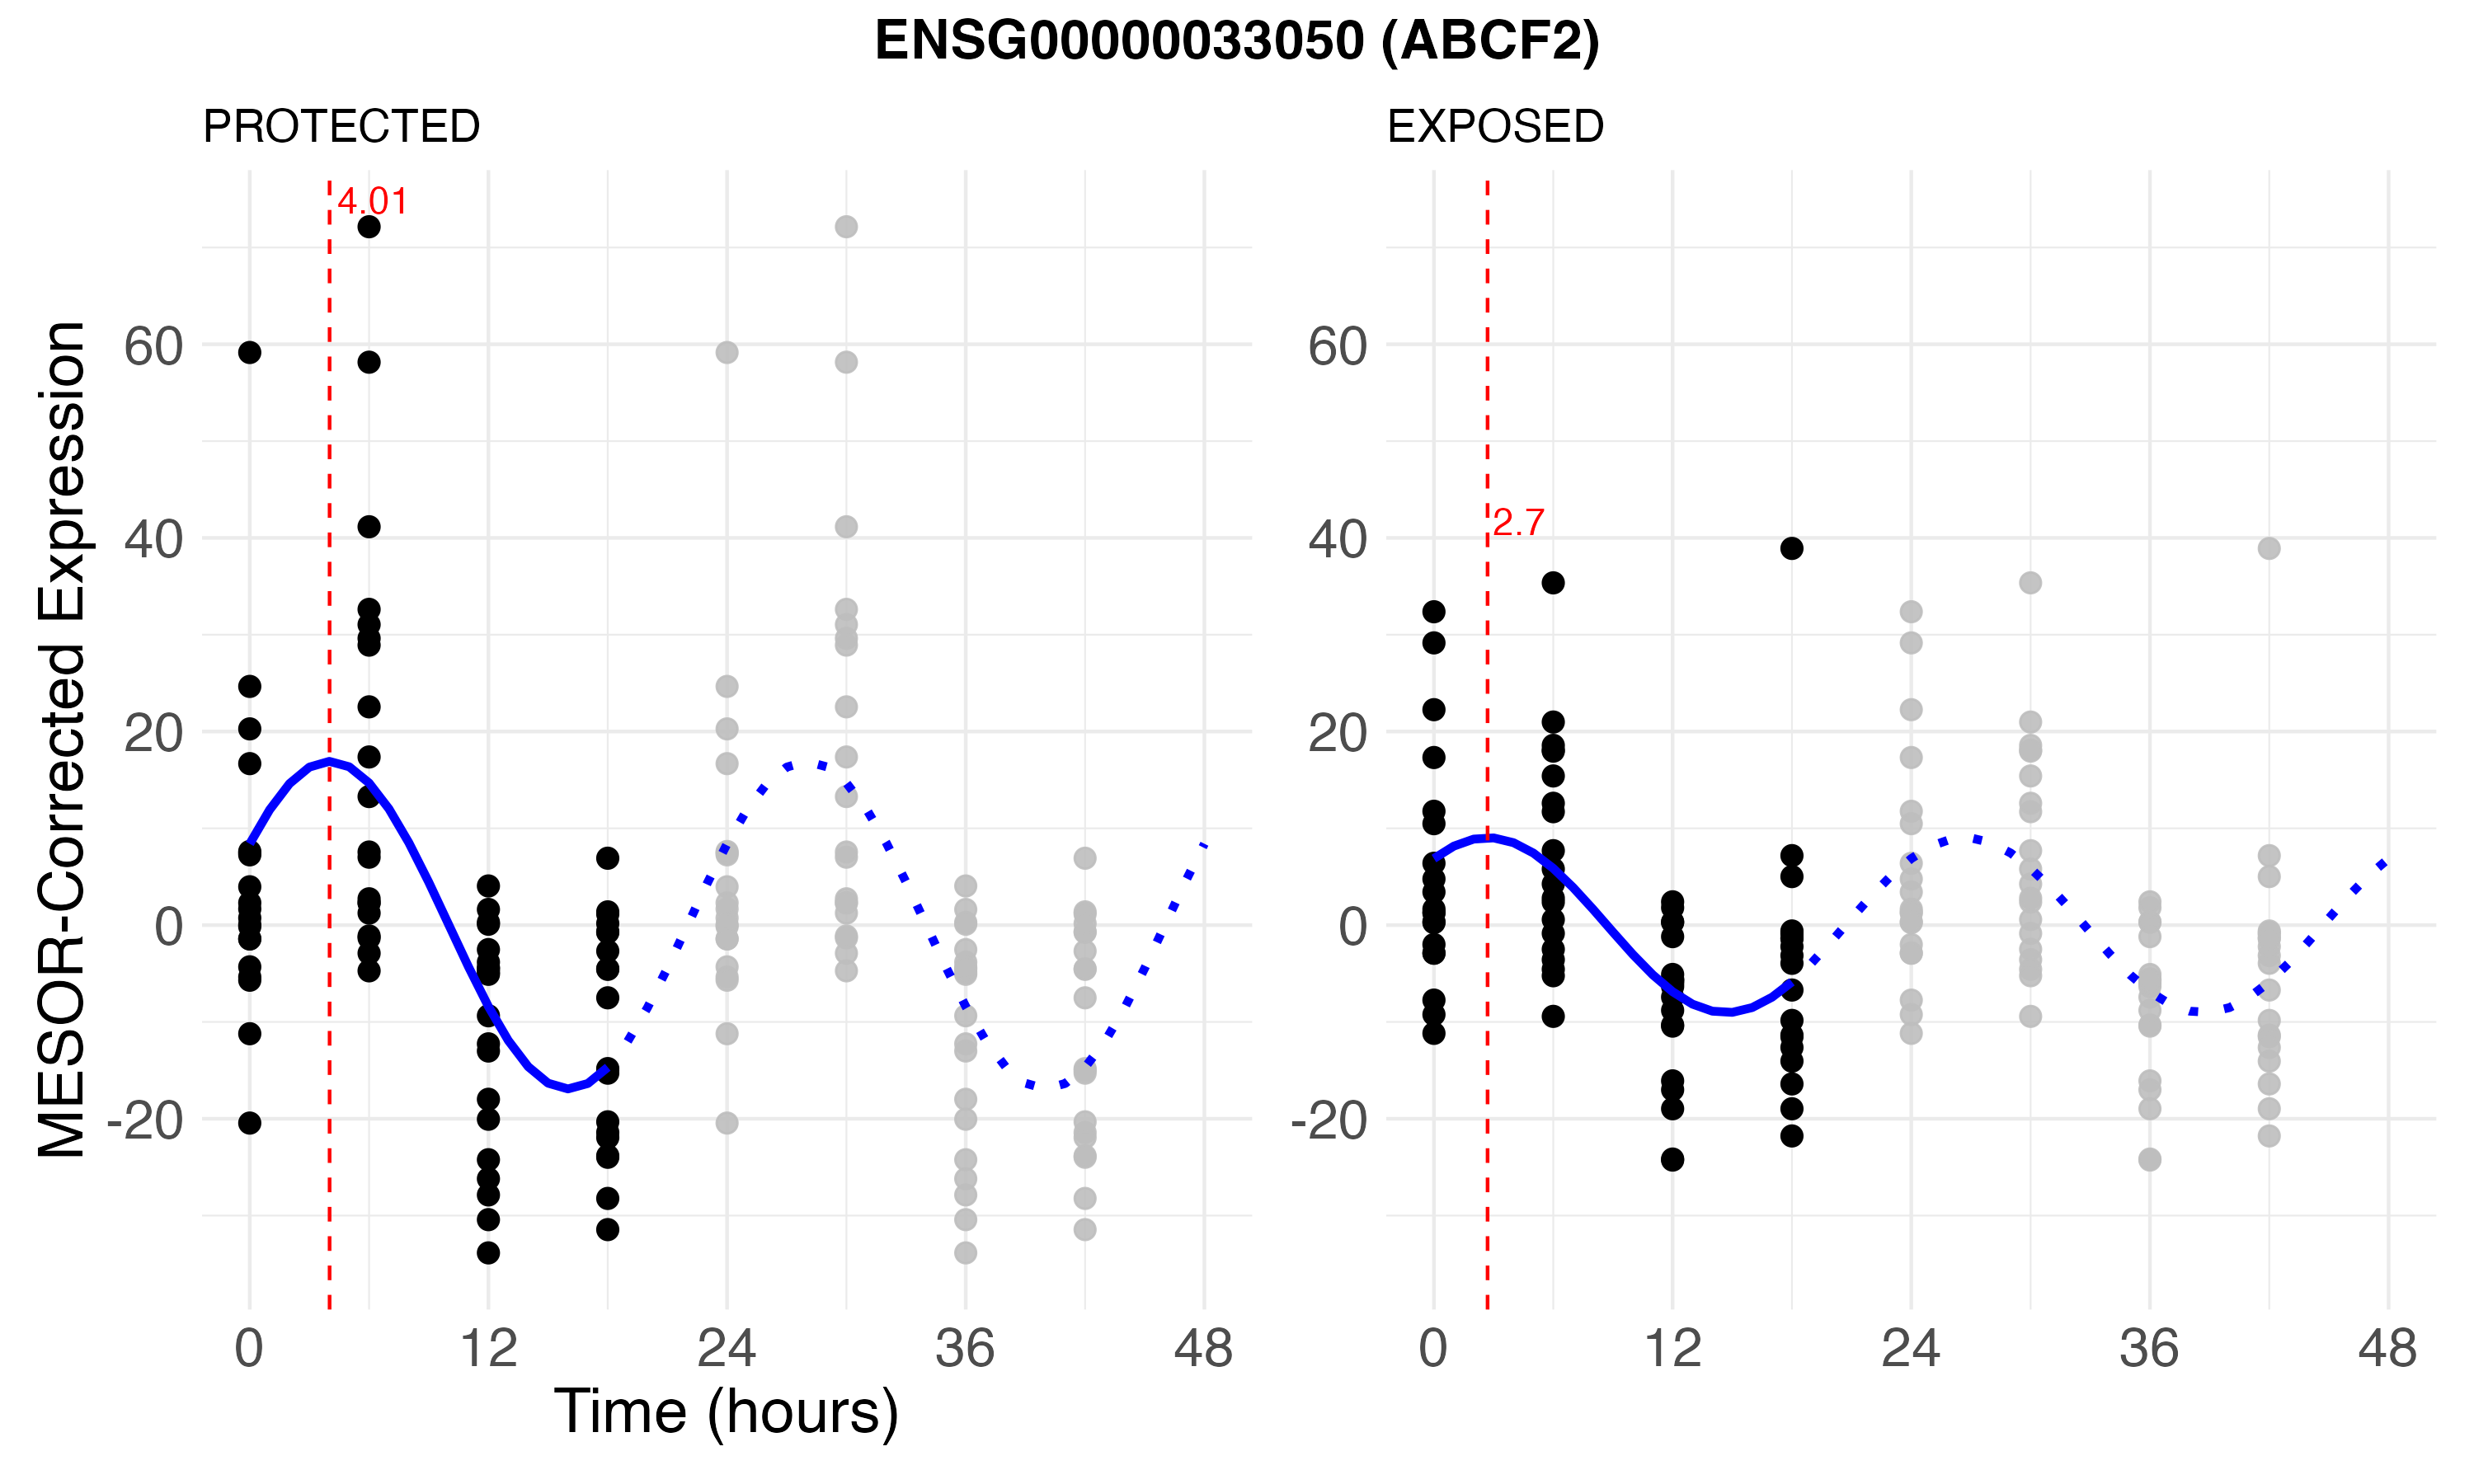 ENSG00000033050 (ABCF2)
PROTECTED
EXPOSED
MESOR-Corrected Expression
60
40
20
0
-20
4.01
0 12 24 36 48
60
40
20
0
-20
2.7
0 12 24 36 48
Time (hours)